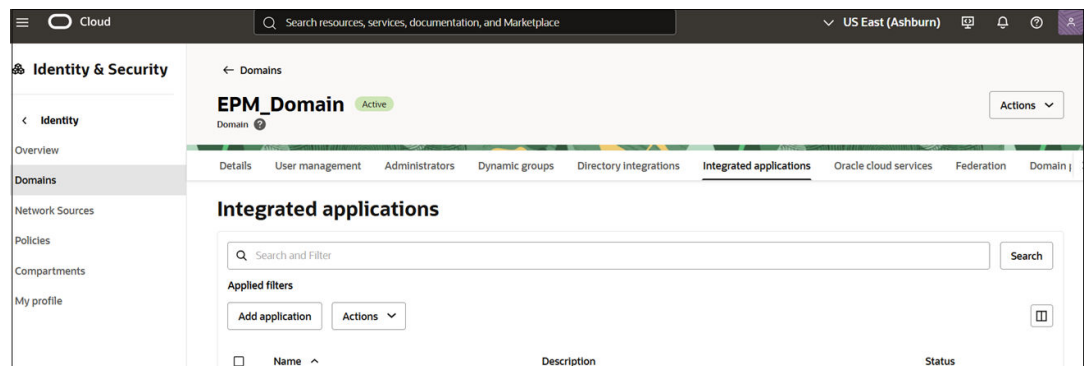 Cloud
Search resources, services, documentation, and Marketplace
US East (Ashburn)
Identity & Security
Identity
Overview
Domains
Network Sources
Policies
Compartments
My profile
← Domains
EPM_Domain Active
Domain ?
Actions
Details User management Administrators Dynamic groups Directory integrations Integrated applications Oracle cloud services Federation Domain
Integrated applications
Search and Filter Search
Applied filters
Add application Actions
Name Description Status